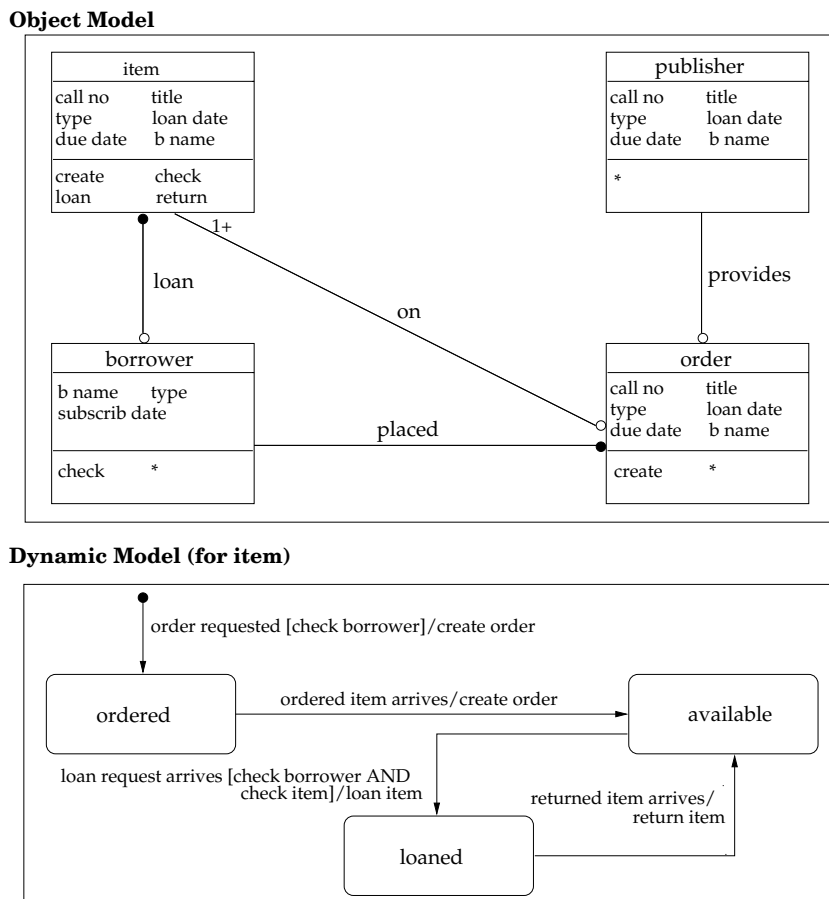 Object Model
item
call no title
type loan date
due date b name
create check
loan return
publisher
call no title
type loan date
due date b name
*
1+
loan
on
provides
borrower
b name type
subscrib date
check *
placed
order
call no title
type loan date
due date b name
create *
Dynamic Model (for item)
order requested [check borrower]/create order
ordered
ordered item arrives/create order
available
loan request arrives [check borrower AND
check item]/loan item
returned item arrives/
return item
loaned